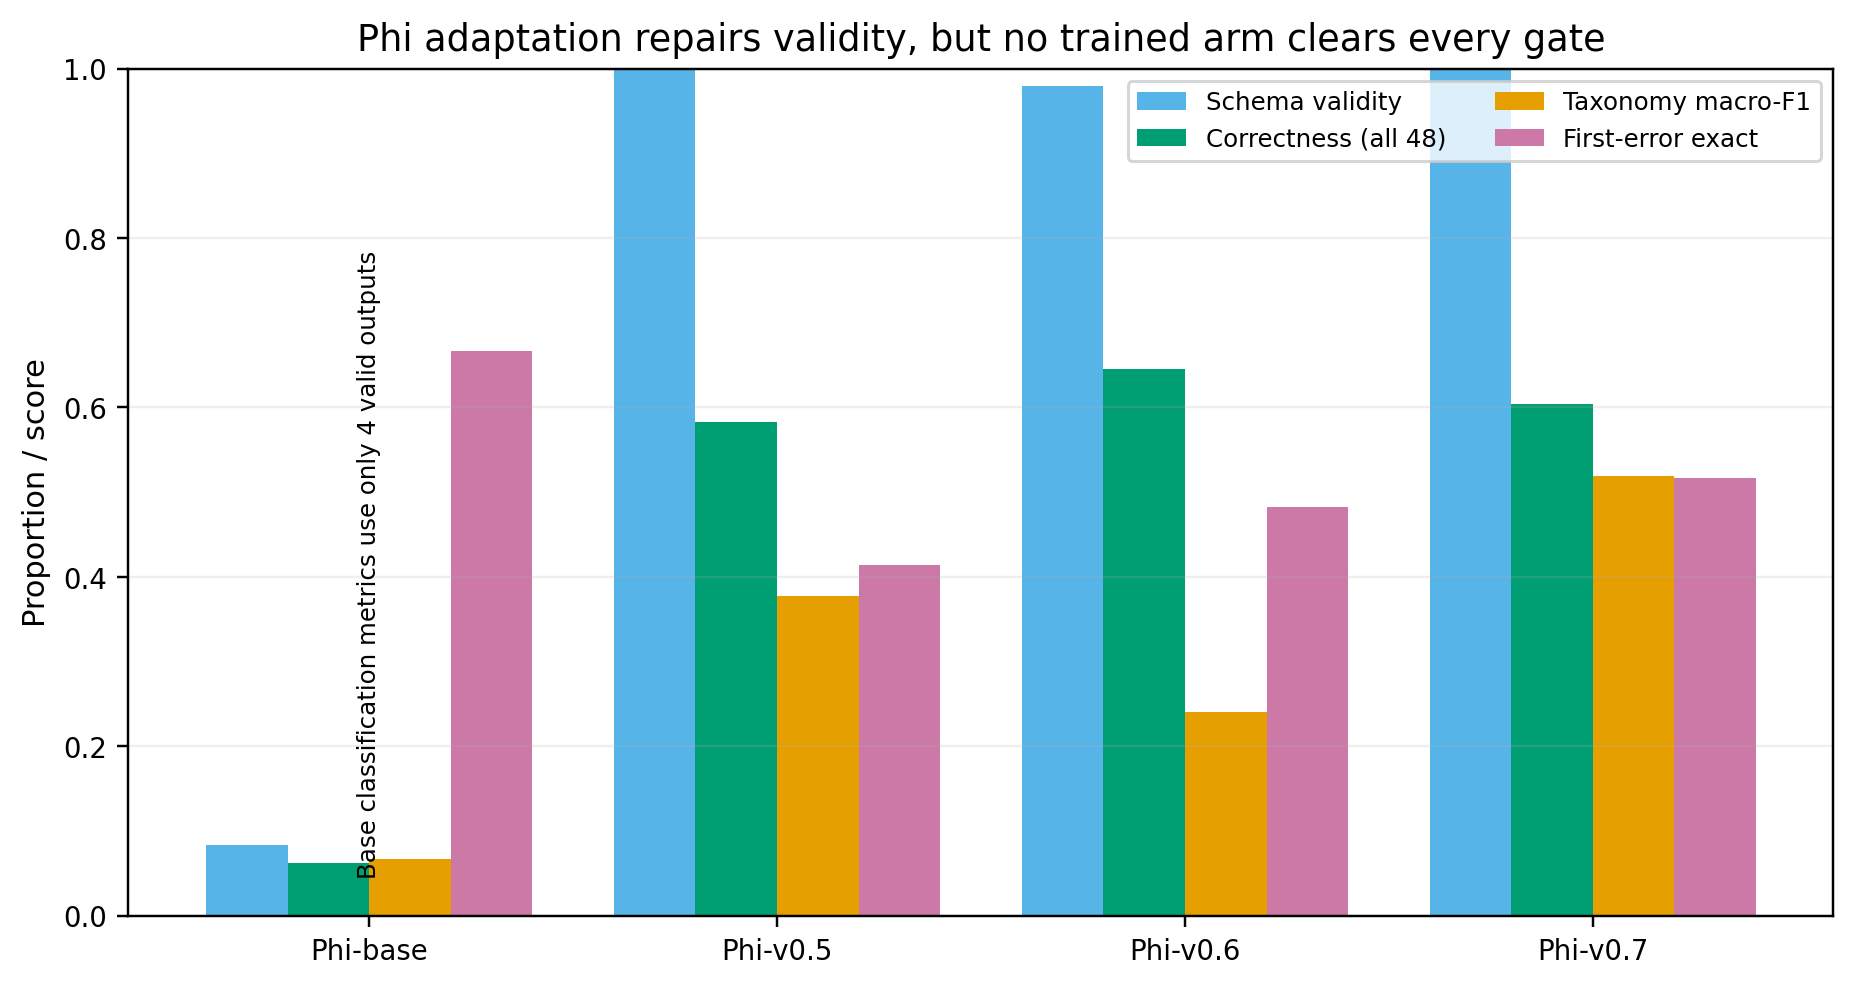 Phi adaptation repairs validity, but no trained arm clears every gate
Proportion / score
1.0
0.8
0.6
0.4
0.2
0.0
Schema validity
Correctness (all 48)
Taxonomy macro-F1
First-error exact
Base classification metrics use only 4 valid outputs
Phi-base
Phi-v0.5
Phi-v0.6
Phi-v0.7